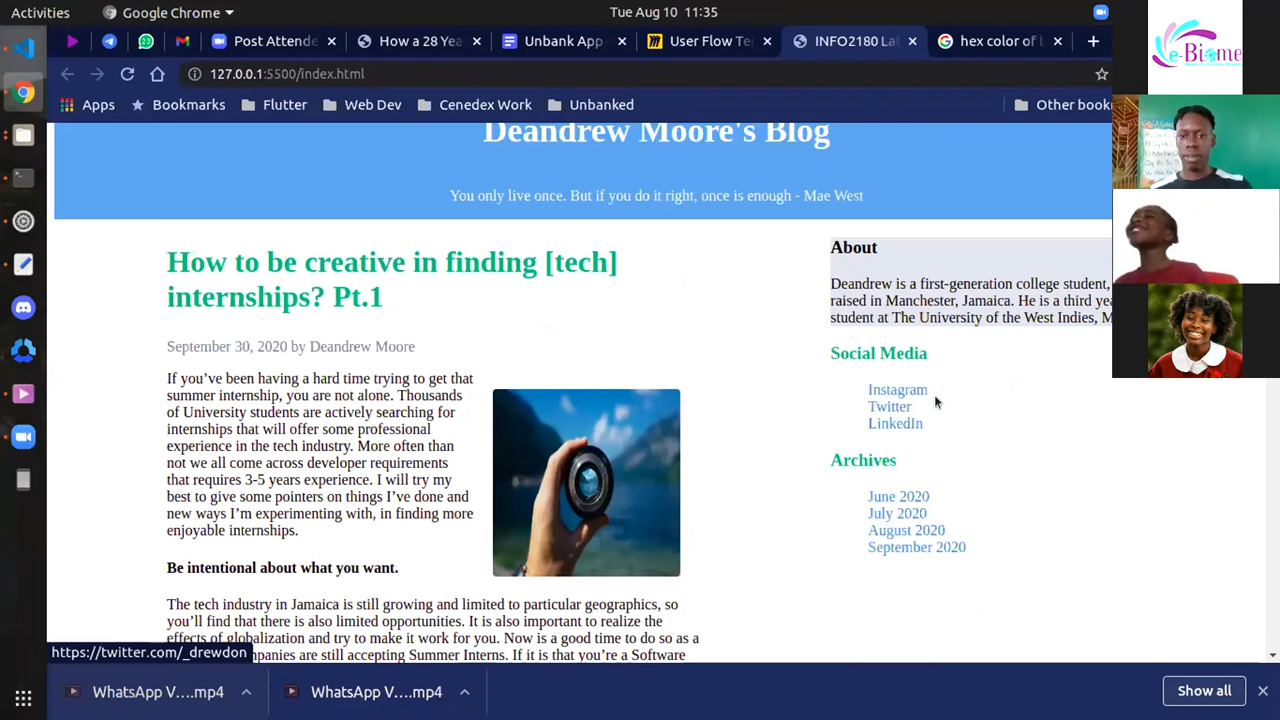 Activities
Google Chrome
Tue Aug 10 11:35
Post Attende
How a 28 Yea
Unbank App
User Flow Te
INFO2180 La
hex color of b
127.0.0.1:5500/index.html
Apps
Bookmarks
Flutter
Web Dev
Cenedex Work
Unbanked
Other book
e-Biome
Deandrew Moore's Blog
You only live once. But if you do it right, once is enough - Mae West
How to be creative in finding [tech]
internships? Pt.1
September 30, 2020 by Deandrew Moore
If you've been having a hard time trying to get that
summer internship, you are not alone. Thousands
of University students are actively searching for
internships that will offer some professional
experience in the tech industry. More often than
not we all come across developer requirements
that requires 3-5 years experience. I will try my
best to give some pointers on things I've done and
new ways I'm experimenting with, in finding more
enjoyable internships.
Be intentional about what you want.
The tech industry in Jamaica is still growing and limited to particular geographics, so
you'll find that there is also limited opportunities. It is also important to realize the
effects of globalization and try to make it work for you. Now is a good time to do so as a
mpanies are still accepting Summer Interns. If it is that you're a Software
About
Deandrew is a first-generation college student,
raised in Manchester, Jamaica. He is a third yea
student at The University of the West Indies, M
Social Media
Instagram
Twitter
LinkedIn
Archives
June 2020
July 2020
August 2020
September 2020
https://twitter.com/_drewdon
WhatsApp V....mp4
WhatsApp V....mp4
Show all